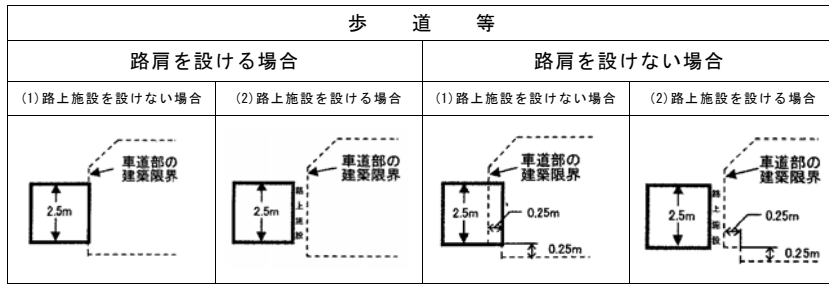 歩道等
路肩を設ける場合
路肩を設けない場合
(1)路上施設を設けない場合
(2)路上施設を設ける場合
(1)路上施設を設けない場合
(2)路上施設を設ける場合
車道部の
建築限界
2.5m
車道部の
建築限界
2.5m
路上施設
車道部の
建築限界
2.5m
0.25m
0.25m
車道部の
建築限界
2.5m
路上施設
0.25m
0.25m